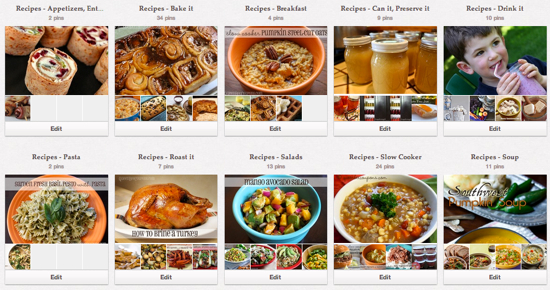 Recipes - Appetizers, Ent...
2 pins
Recipes - Bake it
34 pins
Recipes - Breakfast
4 pins
Recipes - Can it, Preserve it
9 pins
Recipes - Drink it
10 pins
PUMPKIN STEEL-CUT OATS
Edit
Edit
Edit
Edit
Edit
Recipes - Pasta
2 pins
Recipes - Roast it
7 pins
Recipes - Salads
13 pins
Recipes - Slow Cooker
24 pins
Recipes - Soup
11 pins
GARDEN FRESH BASIL PESTO PASTA
HOW TO BRINE A TURKEY
MANGO AVOCADO SALAD
Southwest
Pumpkin Soup
Edit
Edit
Edit
Edit
Edit